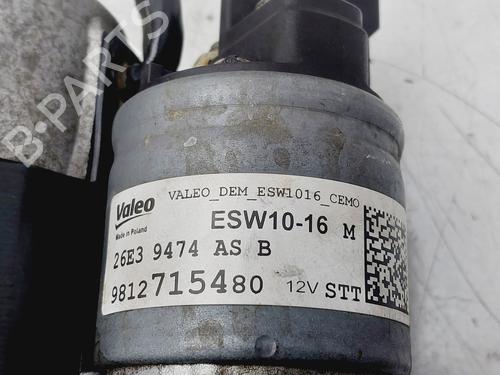 B-PARTS
VALEO_DEM_ESW1016_CEMO
Valeo
Made in Poland
ESW10-16 M
26E3 9474 AS B
9812715480 12V STT